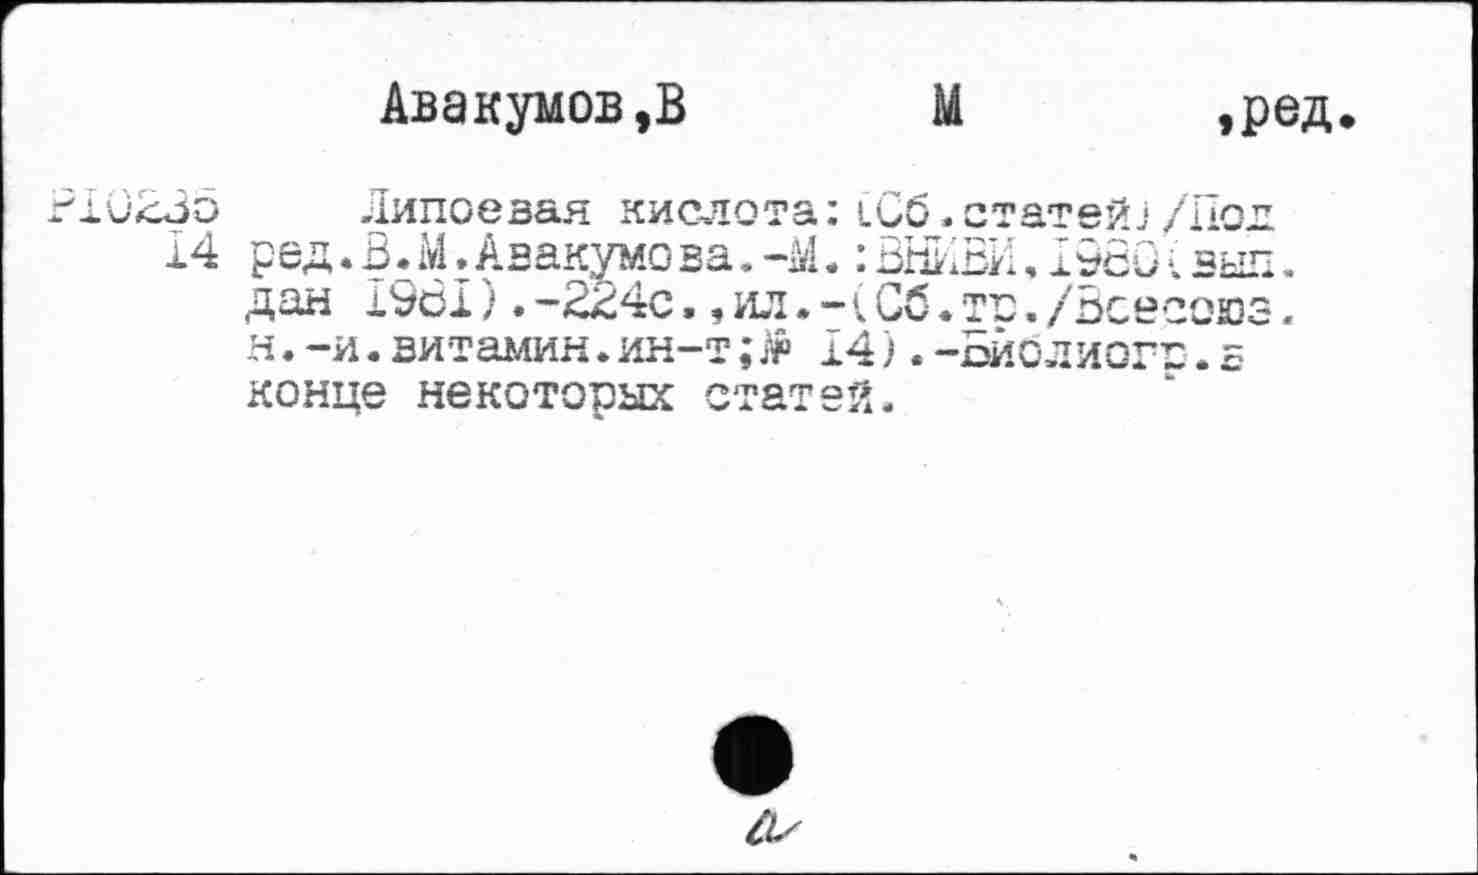 Авакумов,В М ,ред.
Р10235 Липоевая кислота:[Сб.статей]/Под
14 ред.В.М.Авакумова.-М.:ВНИВИ,1980(вып.
дан 1981).-224с.,ил.-(Сб.тр./Всесоюз.
н.-и.витамин.ин-т;№ 14).-Библиогр.в
конце некоторых статей.